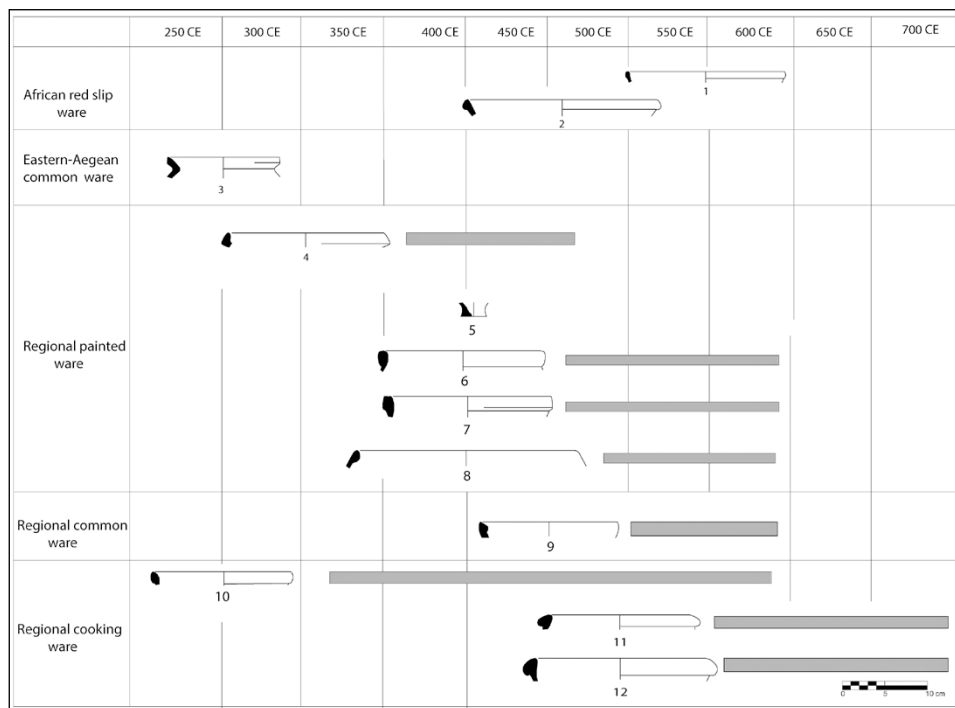 250 CE 300 CE 350 CE 400 CE 450 CE 500 CE 550 CE 600 CE 650 CE 700 CE
African red slip
ware
1
2
Eastern-Aegean
common ware
3
4
5
Regional painted
ware
6
7
8
Regional common
ware
9
10
Regional cooking
ware
11
12
0 5 10 cm